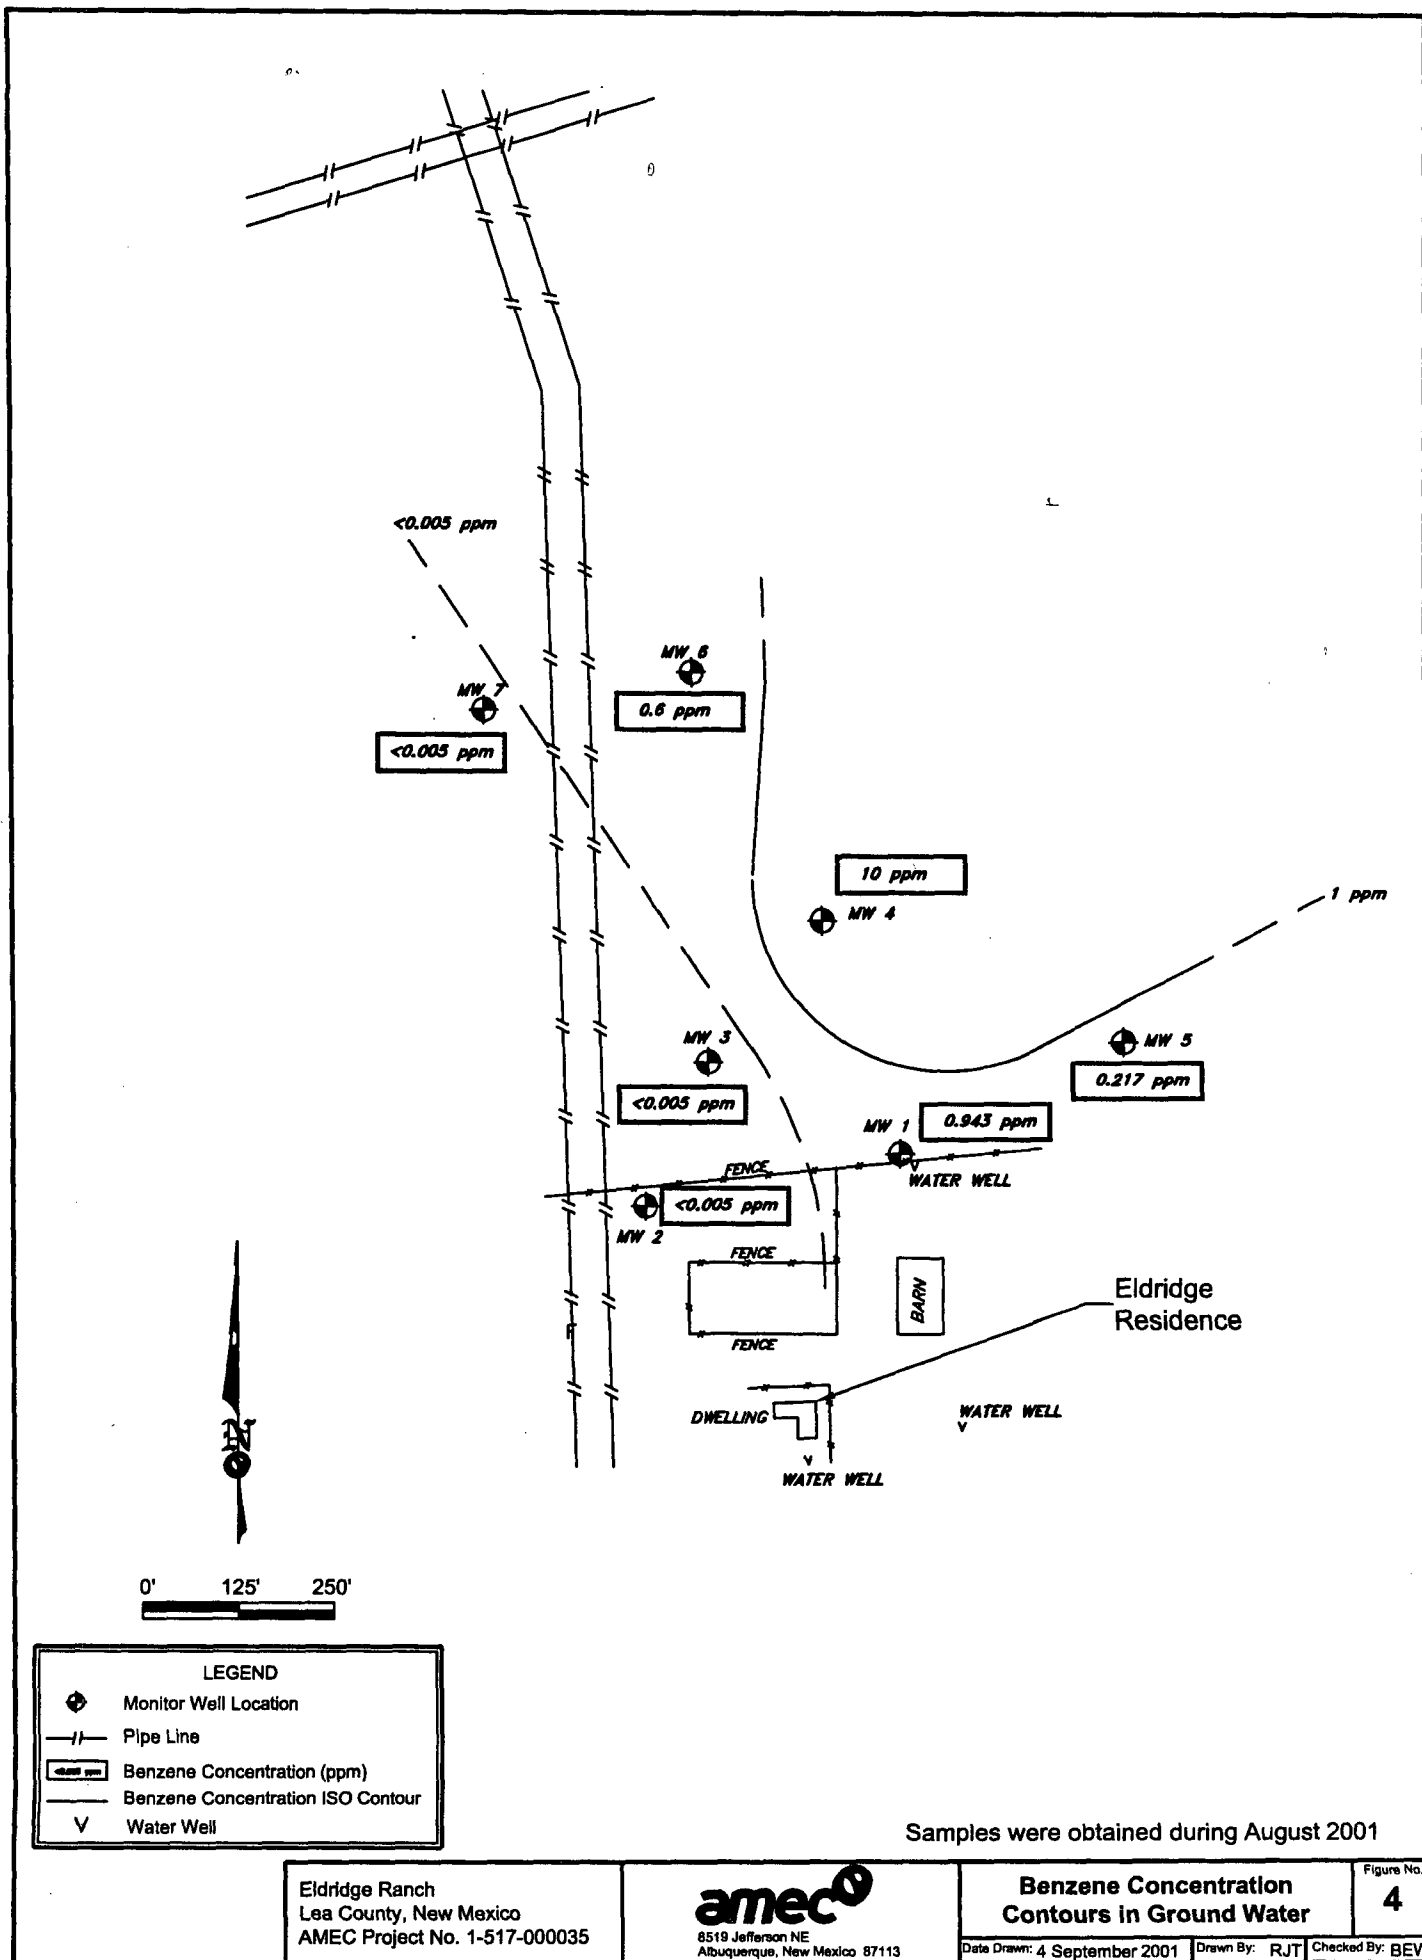 <0.005 ppm
MW 6
0.6 ppm
MW 7
<0.005 ppm
10 ppm
MW 4
1 ppm
MW 3
<0.005 ppm
MW 5
0.217 ppm
MW 1
0.943 ppm
FENCE
WATER WELL
<0.005 ppm
MW 2
FENCE
BARN
FENCE
Eldridge
Residence
DWELLING
WATER WELL
WATER WELL
N
0' 125' 250'
LEGEND
Monitor Well Location
Pipe Line
Benzene Concentration (ppm)
Benzene Concentration ISO Contour
V Water Well
Samples were obtained during August 2001
Eldridge Ranch
Lea County, New Mexico
AMEC Project No. 1-517-000035
amec
8519 Jefferson NE
Albuquerque, New Mexico 87113
Benzene Concentration
Contours in Ground Water
Figure No.
4
Date Drawn: 4 September 2001 Drawn By: RJT Checked By: BEV